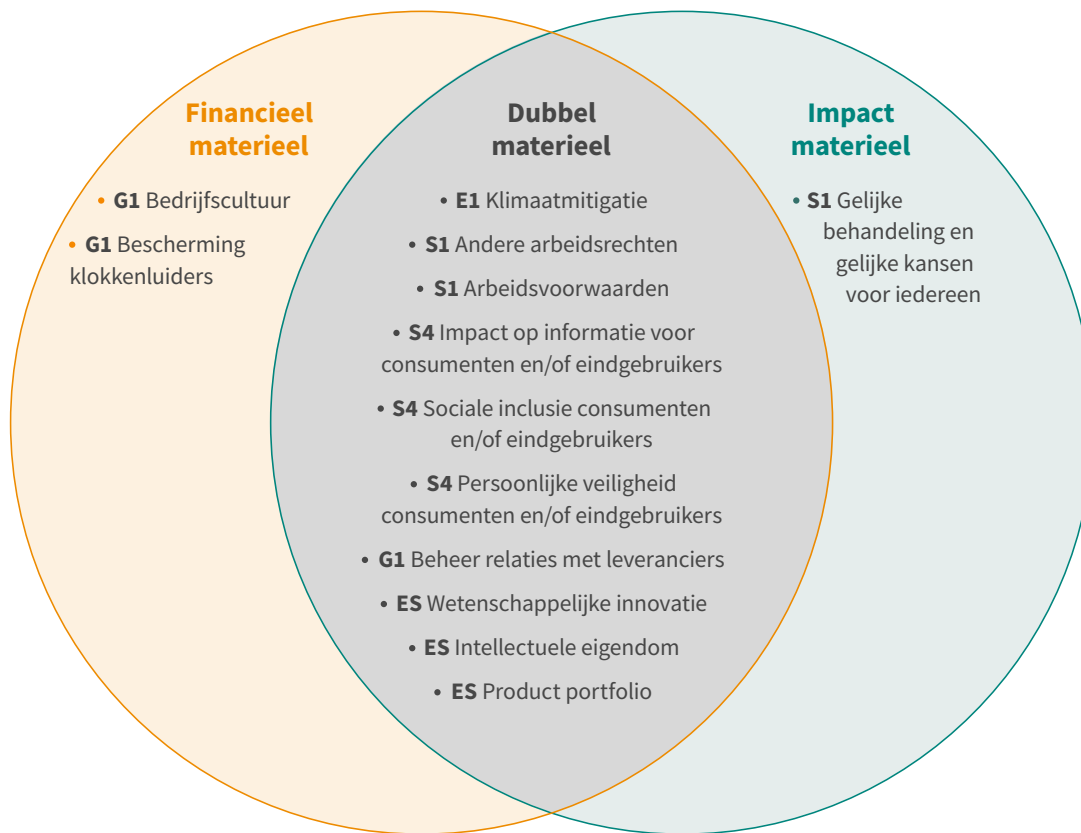 Financieel
materieel
• G1 Bedrijfscultuur
• G1 Bescherming
klokkenluiders
Dubbel
materieel
• E1 Klimaatmitigatie
• S1 Andere arbeidsrechten
• S1 Arbeidsvoorwaarden
• S4 Impact op informatie voor
consumenten en/of eindgebruikers
• S4 Sociale inclusie consumenten
en/of eindgebruikers
• S4 Persoonlijke veiligheid
consumenten en/of eindgebruikers
• G1 Beheer relaties met leveranciers
• ES Wetenschappelijke innovatie
• ES Intellectuele eigendom
• ES Product portfolio
Impact
materieel
• S1 Gelijke
behandeling en
gelijke kansen
voor iedereen